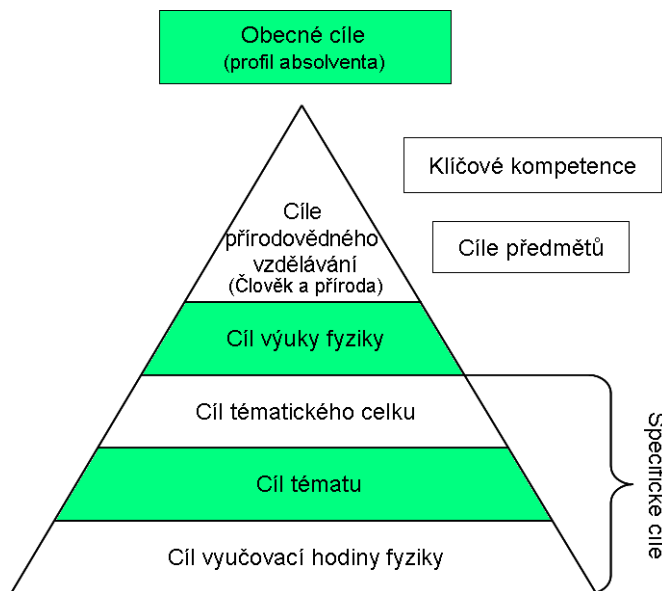 Obecné cíle
(profil absolventa)
Klíčové kompetence
Cíle
přírodovědného
vzdělávání
(Člověk a příroda)
Cíle předmětů
Cíl výuky fyziky
Cíl tématického celku
Cíl tématu
Cíl vyučovací hodiny fyziky
Specifické cíle